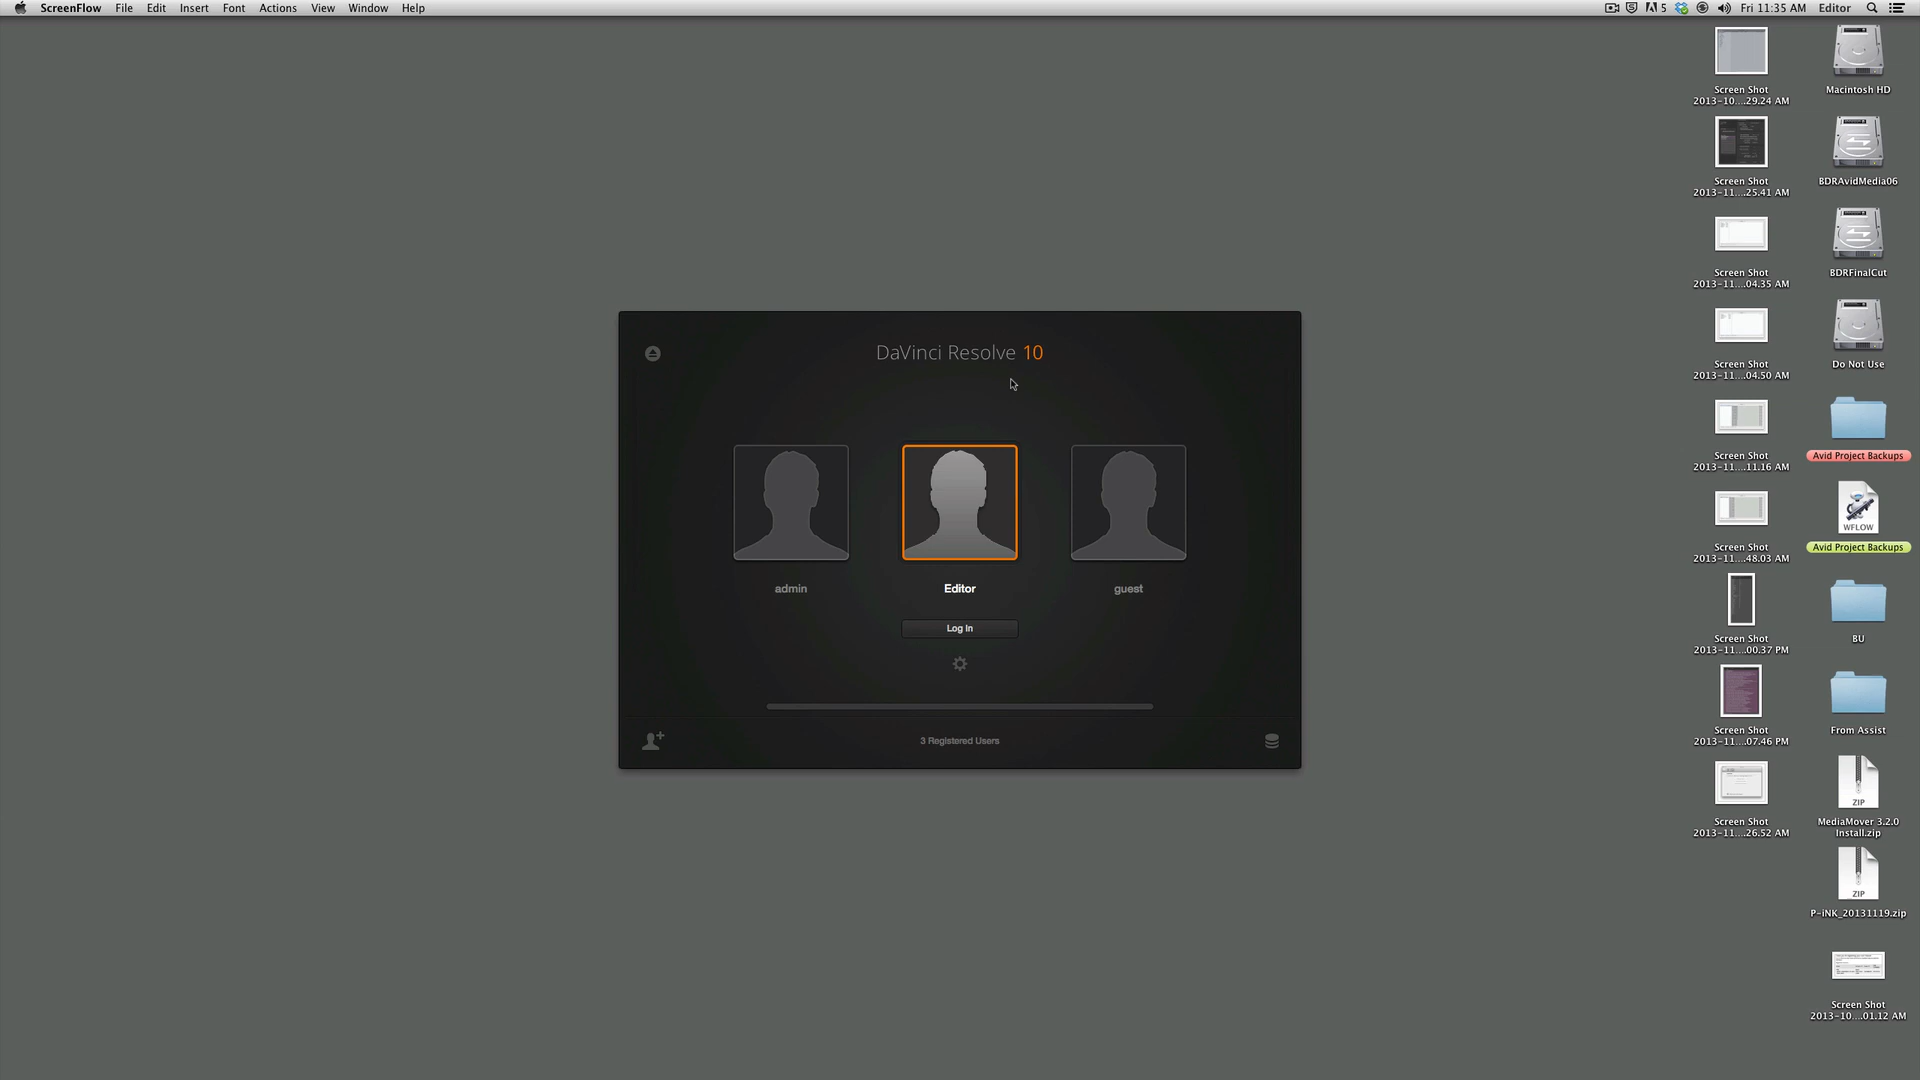 ScreenFlow File Edit Insert Font Actions View Window Help
5 Fri 11:35 AM Editor
Screen Shot
2013-10....29.24 AM
Macintosh HD
Screen Shot
2013-11....25.41 AM
BDRAvidMedia06
Screen Shot
2013-11....04.35 AM
BDRFinalCut
Screen Shot
2013-11....04.50 AM
Do Not Use
Screen Shot
2013-11....11.16 AM
Avid Project Backups
Screen Shot
2013-11....48.03 AM
WFLOW
Avid Project Backups
Screen Shot
2013-11....00.37 PM
BU
Screen Shot
2013-11....07.46 PM
From Assist
Screen Shot
2013-11....26.52 AM
ZIP
MediaMover 3.2.0
Install.zip
ZIP
P-iNK_20131119.zip
Screen Shot
2013-10....01.12 AM
DaVinci Resolve 10
admin
Editor
guest
Log In
3 Registered Users